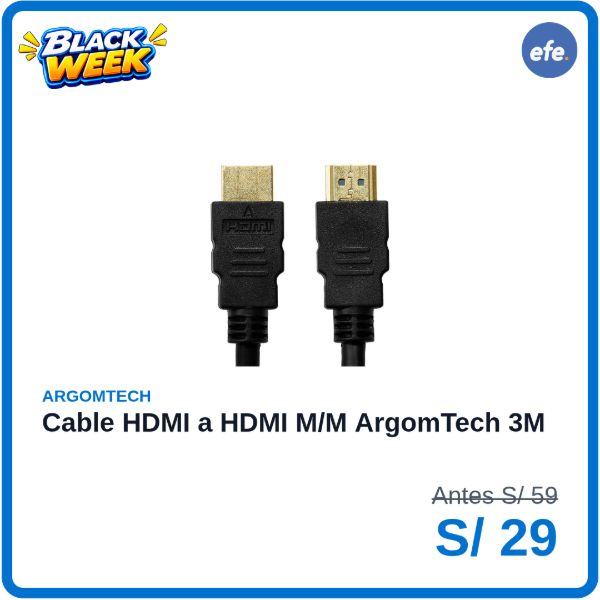 BLACK
WEEK
efe.
HDMI
ARGOMTECH
Cable HDMI a HDMI M/M ArgomTech 3M
Antes S/ 59
S/ 29